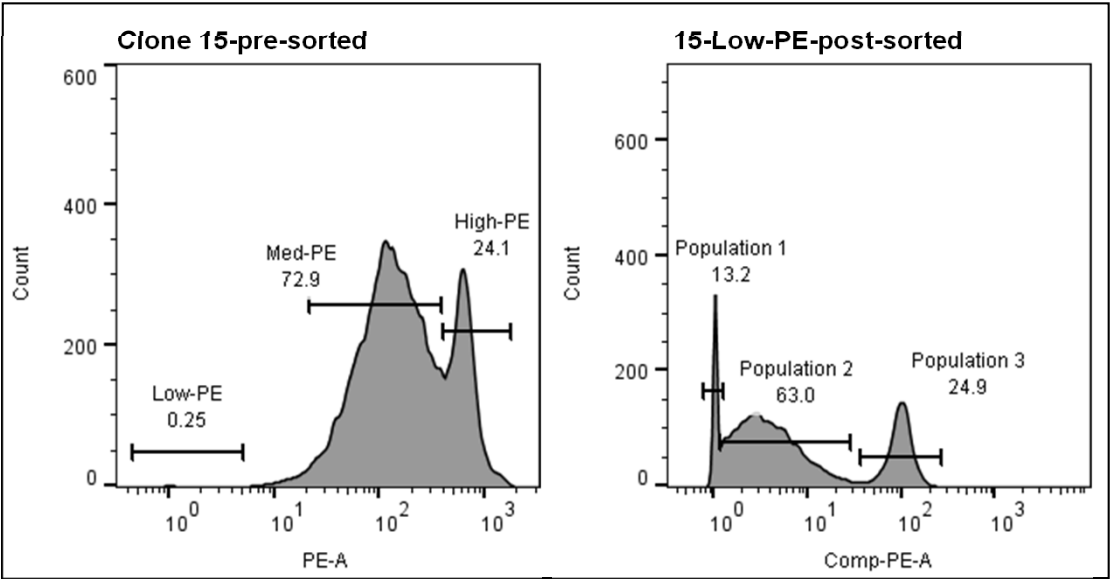 Clone 15-pre-sorted
600
400
200
0
Count
Med-PE
72.9
High-PE
24.1
Low-PE
0.25
10^0
10^1
10^2
10^3
PE-A
15-Low-PE-post-sorted
600
400
200
0
Count
Population 1
13.2
Population 2
63.0
Population 3
24.9
10^0
10^1
10^2
10^3
Comp-PE-A